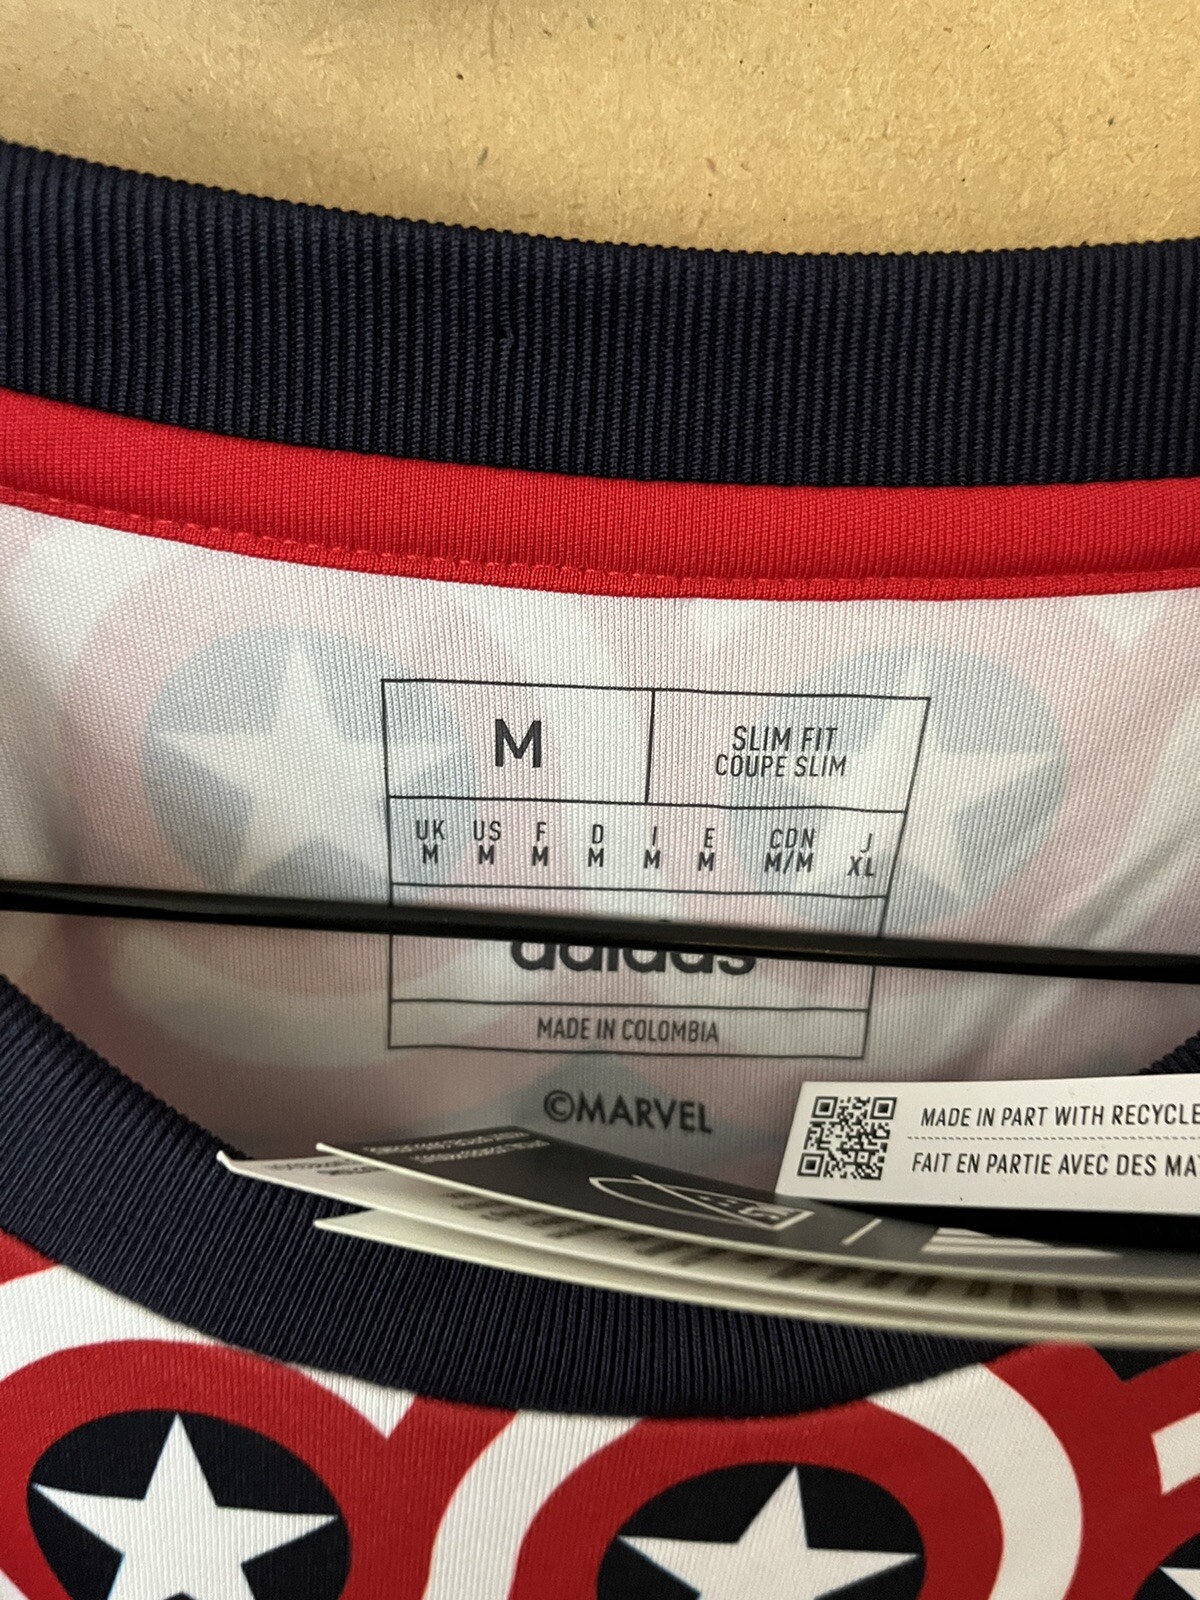 M
SLIM FIT
COUPE SLIM
UK US F D I E CDN J
M M M M M M M/M XL
adidas
MADE IN COLOMBIA
©MARVEL
MADE IN PART WITH RECYCLE
FAIT EN PARTIE AVEC DES MA